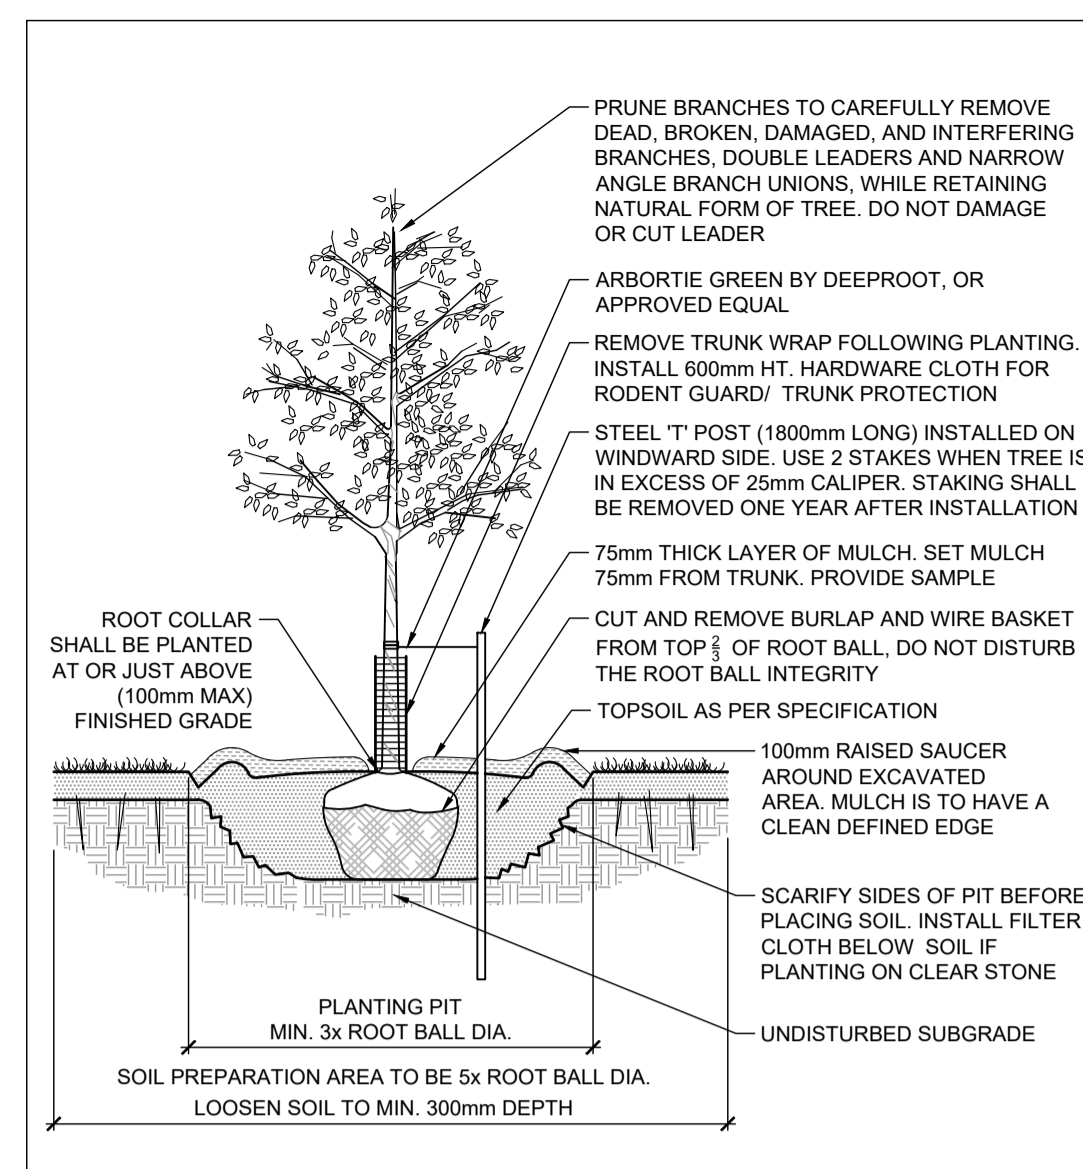 PRUNE BRANCHES TO CAREFULLY REMOVE
DEAD, BROKEN, DAMAGED, AND INTERFERING
BRANCHES, DOUBLE LEADERS AND NARROW
ANGLE BRANCH UNIONS, WHILE RETAINING
NATURAL FORM OF TREE. DO NOT DAMAGE
OR CUT LEADER
ARBORTIE GREEN BY DEEPROOT, OR
APPROVED EQUAL
REMOVE TRUNK WRAP FOLLOWING PLANTING.
INSTALL 600mm HT. HARDWARE CLOTH FOR
RODENT GUARD/ TRUNK PROTECTION
STEEL 'T' POST (1800mm LONG) INSTALLED ON
WINDWARD SIDE. USE 2 STAKES WHEN TREE IS
IN EXCESS OF 25mm CALIPER. STAKING SHALL
BE REMOVED ONE YEAR AFTER INSTALLATION
75mm THICK LAYER OF MULCH. SET MULCH
75mm FROM TRUNK. PROVIDE SAMPLE
CUT AND REMOVE BURLAP AND WIRE BASKET
FROM TOP 2/3 OF ROOT BALL, DO NOT DISTURB
THE ROOT BALL INTEGRITY
TOPSOIL AS PER SPECIFICATION
ROOT COLLAR
SHALL BE PLANTED
AT OR JUST ABOVE
(100mm MAX)
FINISHED GRADE
100mm RAISED SAUCER
AROUND EXCAVATED
AREA. MULCH IS TO HAVE A
CLEAN DEFINED EDGE
SCARIFY SIDES OF PIT BEFORE
PLACING SOIL. INSTALL FILTER
CLOTH BELOW SOIL IF
PLANTING ON CLEAR STONE
UNDISTURBED SUBGRADE
PLANTING PIT
MIN. 3x ROOT BALL DIA.
SOIL PREPARATION AREA TO BE 5x ROOT BALL DIA.
LOOSEN SOIL TO MIN. 300mm DEPTH